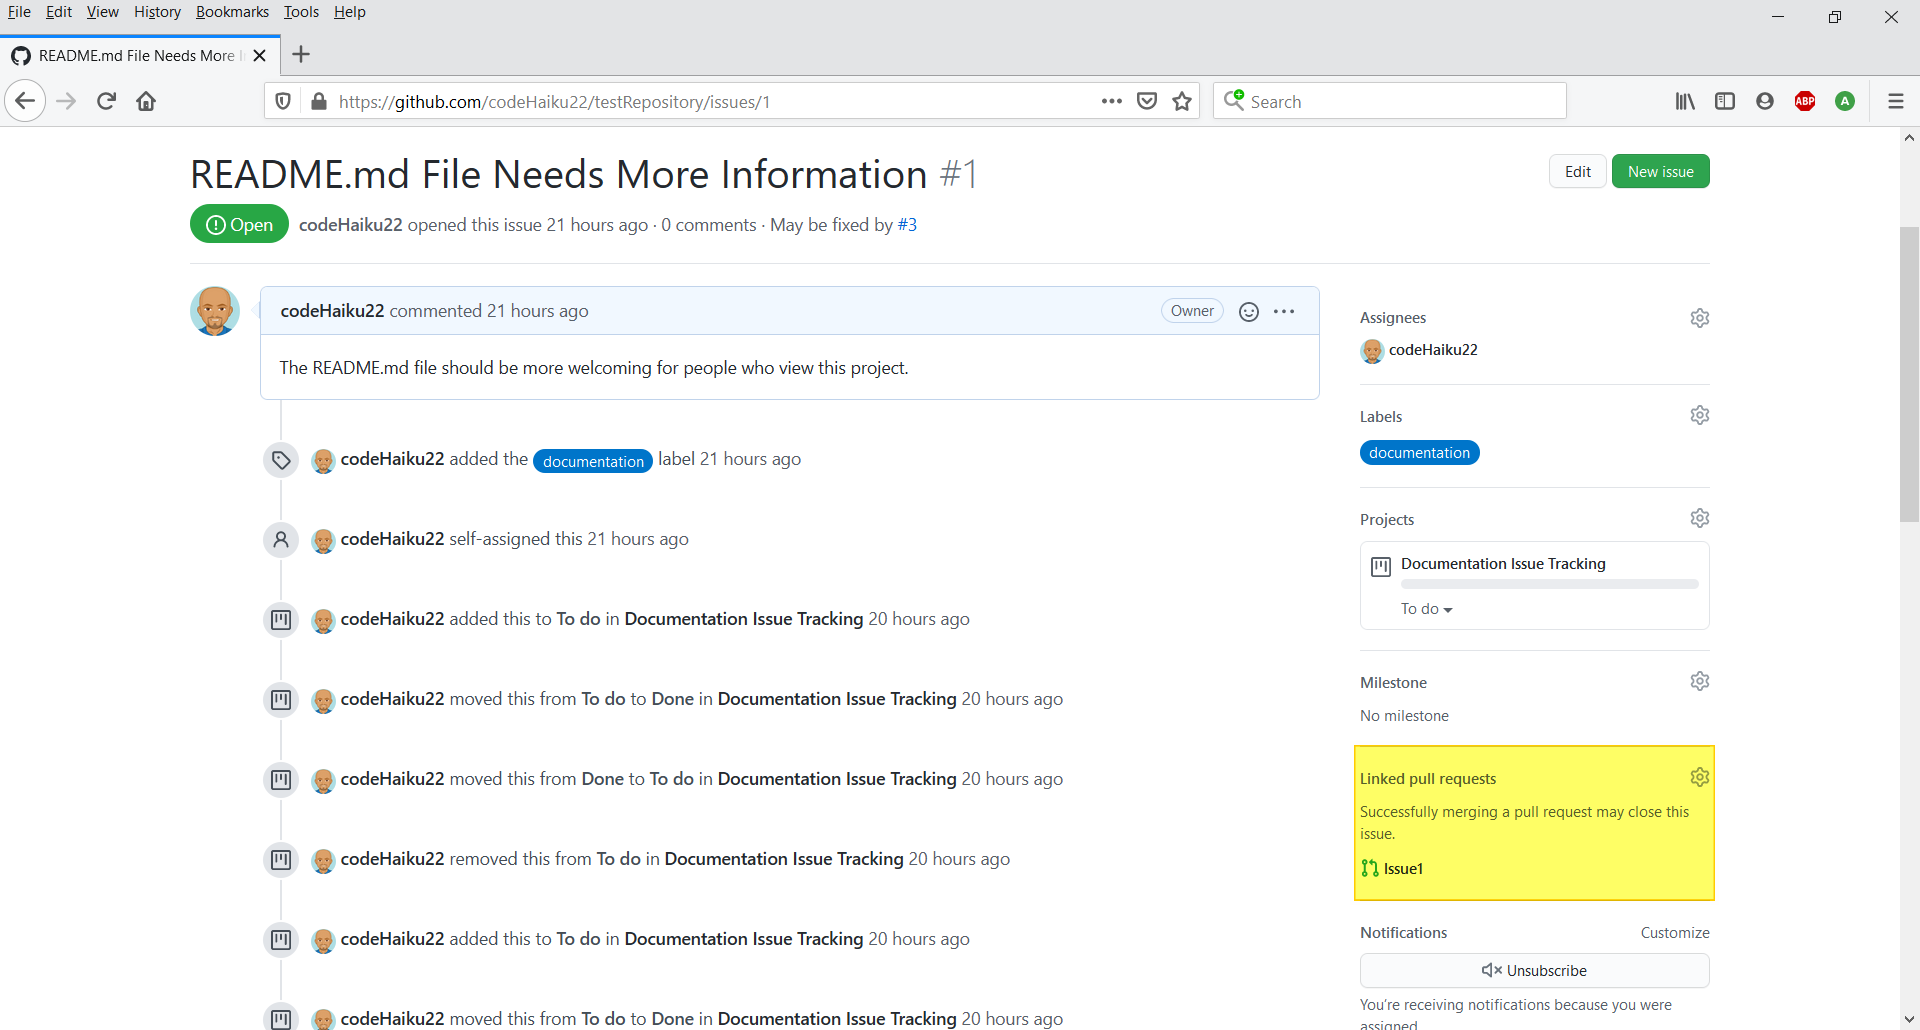 File Edit View History Bookmarks Tools Help
README.md File Needs More I
https://github.com/codeHaiku22/testRepository/issues/1
Search
ABP
A
README.md File Needs More Information #1
Edit
New issue
Open
codeHaiku22 opened this issue 21 hours ago · 0 comments · May be fixed by #3
codeHaiku22 commented 21 hours ago
Owner
The README.md file should be more welcoming for people who view this project.
codeHaiku22 added the documentation label 21 hours ago
codeHaiku22 self-assigned this 21 hours ago
codeHaiku22 added this to To do in Documentation Issue Tracking 20 hours ago
codeHaiku22 moved this from To do to Done in Documentation Issue Tracking 20 hours ago
codeHaiku22 moved this from Done to To do in Documentation Issue Tracking 20 hours ago
codeHaiku22 removed this from To do in Documentation Issue Tracking 20 hours ago
codeHaiku22 added this to To do in Documentation Issue Tracking 20 hours ago
codeHaiku22 moved this from To do to Done in Documentation Issue Tracking 20 hours ago
Assignees
codeHaiku22
Labels
documentation
Projects
Documentation Issue Tracking
To do
Milestone
No milestone
Linked pull requests
Successfully merging a pull request may close this
issue.
Issue1
Notifications
Customize
Unsubscribe
You're receiving notifications because you were
assigned.